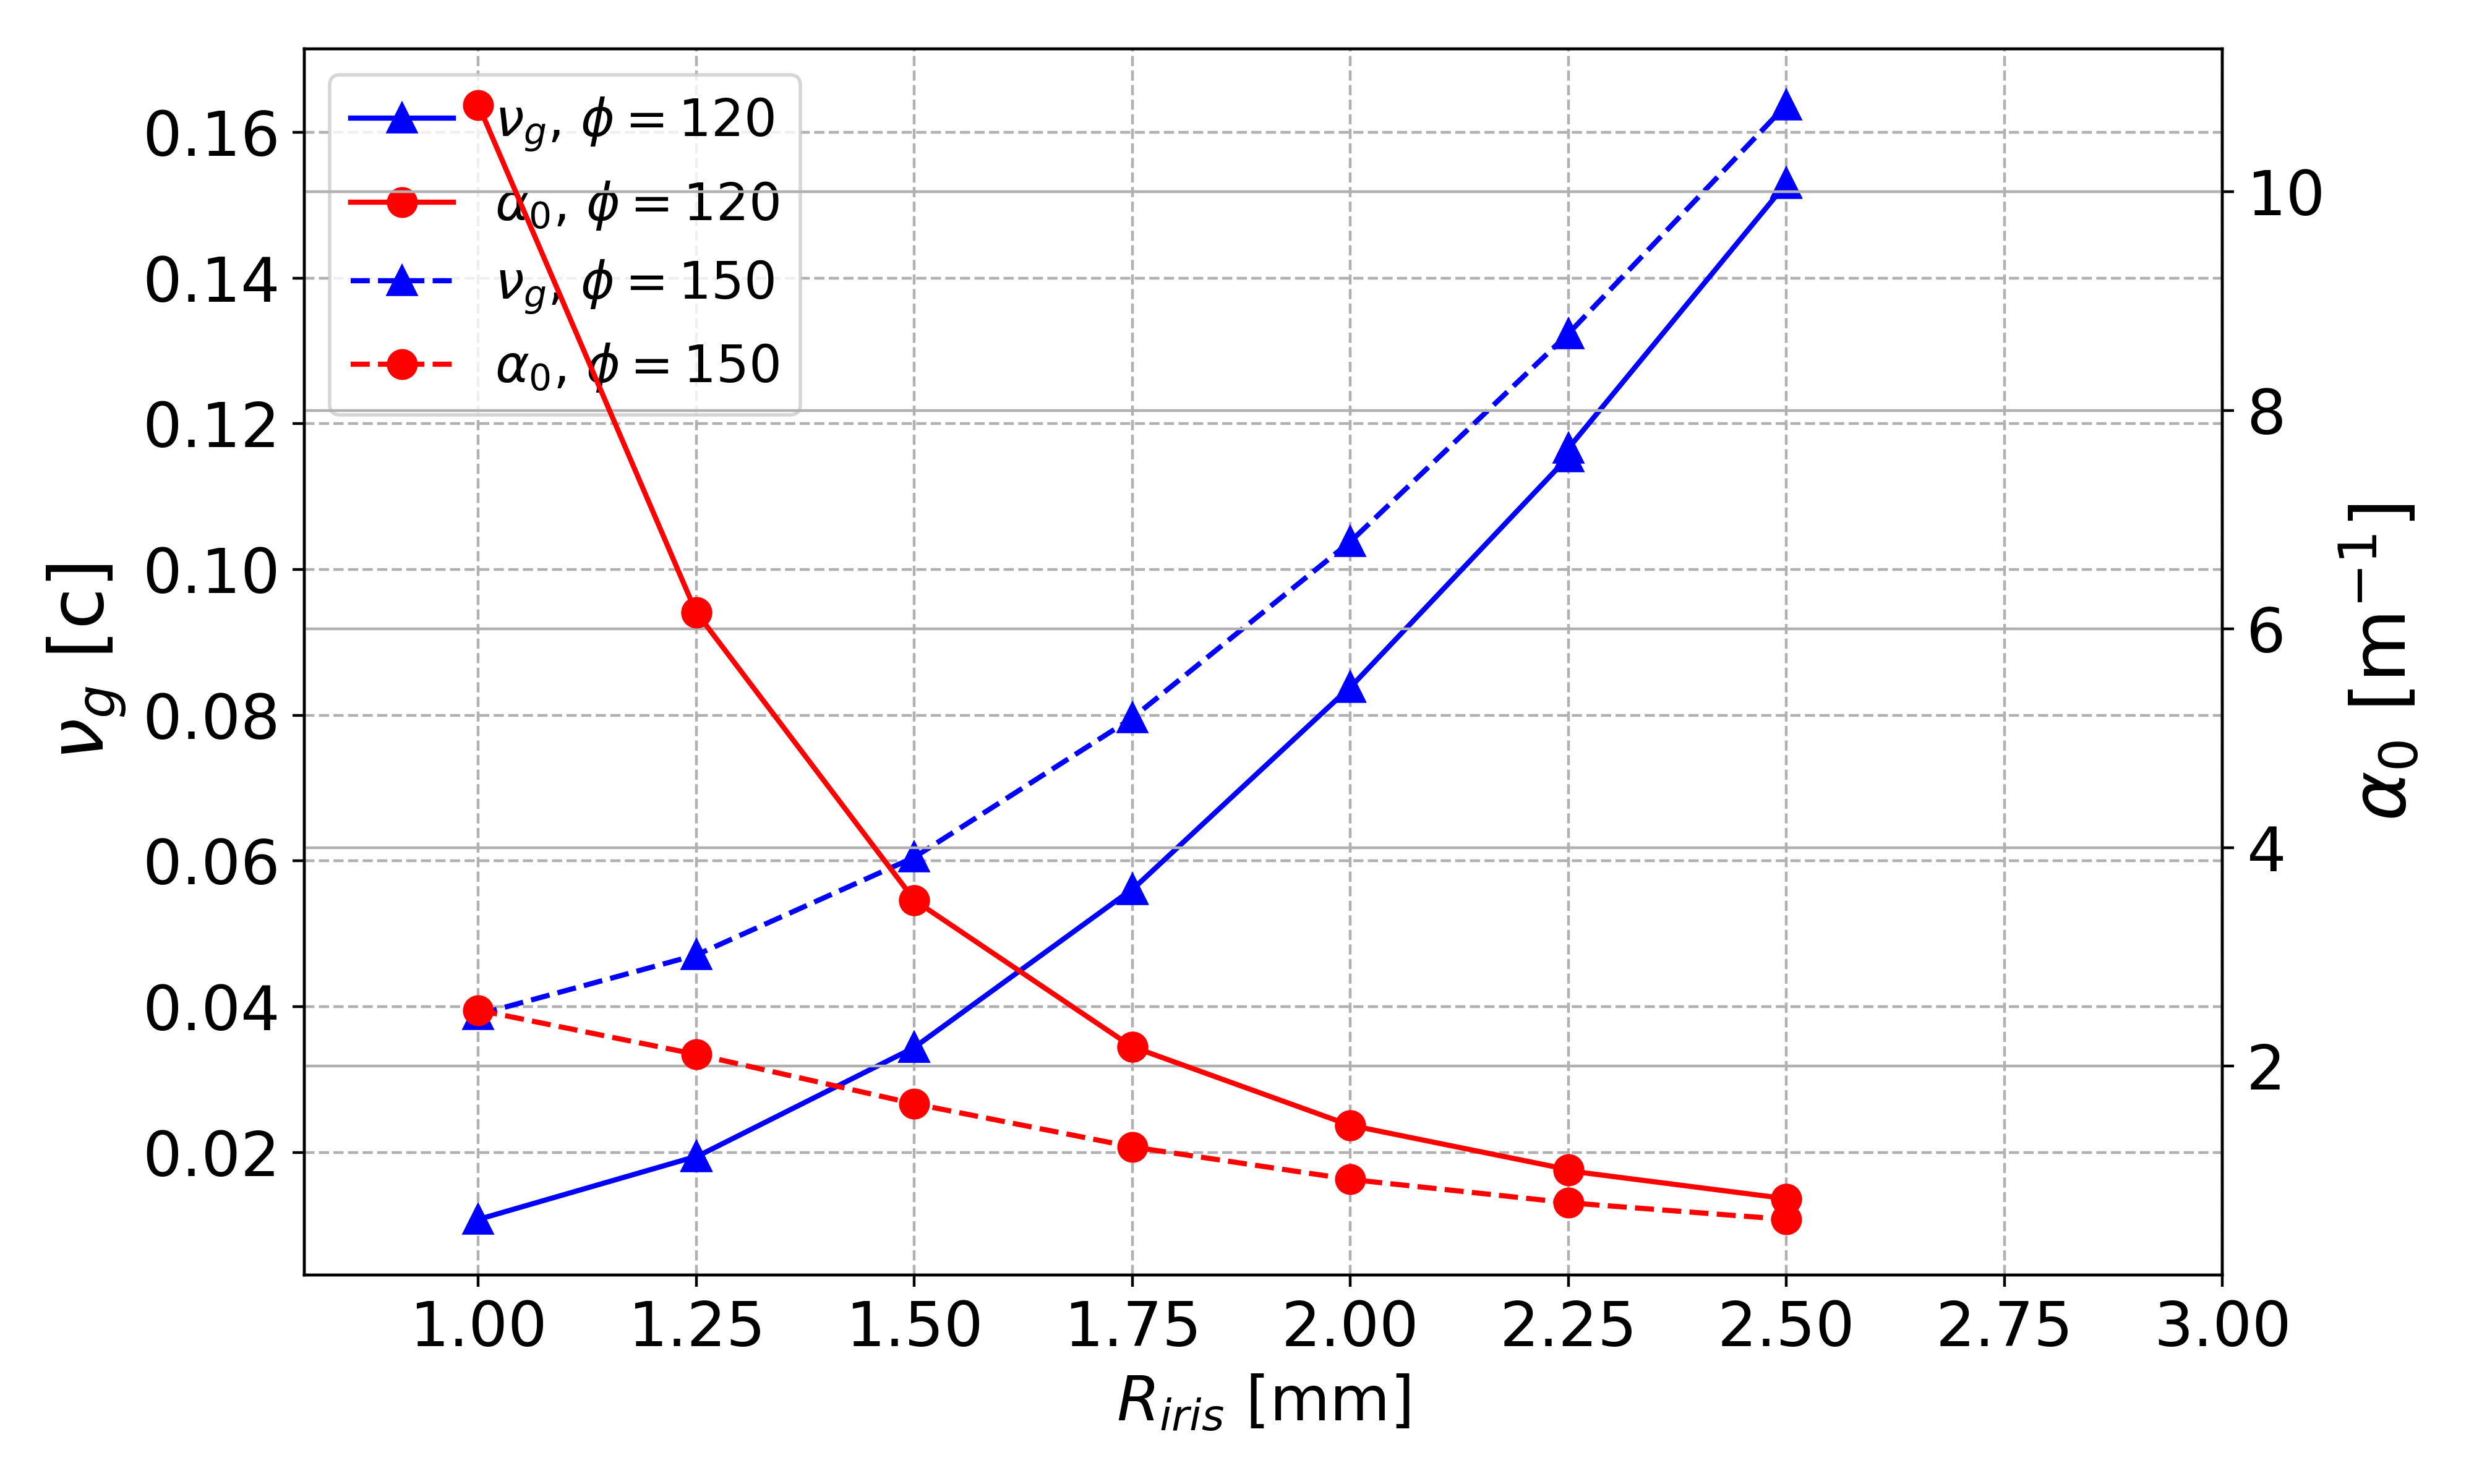 ν_g, ϕ = 120
α_0, ϕ = 120
ν_g, ϕ = 150
α_0, ϕ = 150
0.16
0.14
0.12
0.10
0.08
0.06
0.04
0.02
ν_g [c]
10
8
6
4
2
α_0 [m⁻¹]
1.00 1.25 1.50 1.75 2.00 2.25 2.50 2.75 3.00
R_iris [mm]